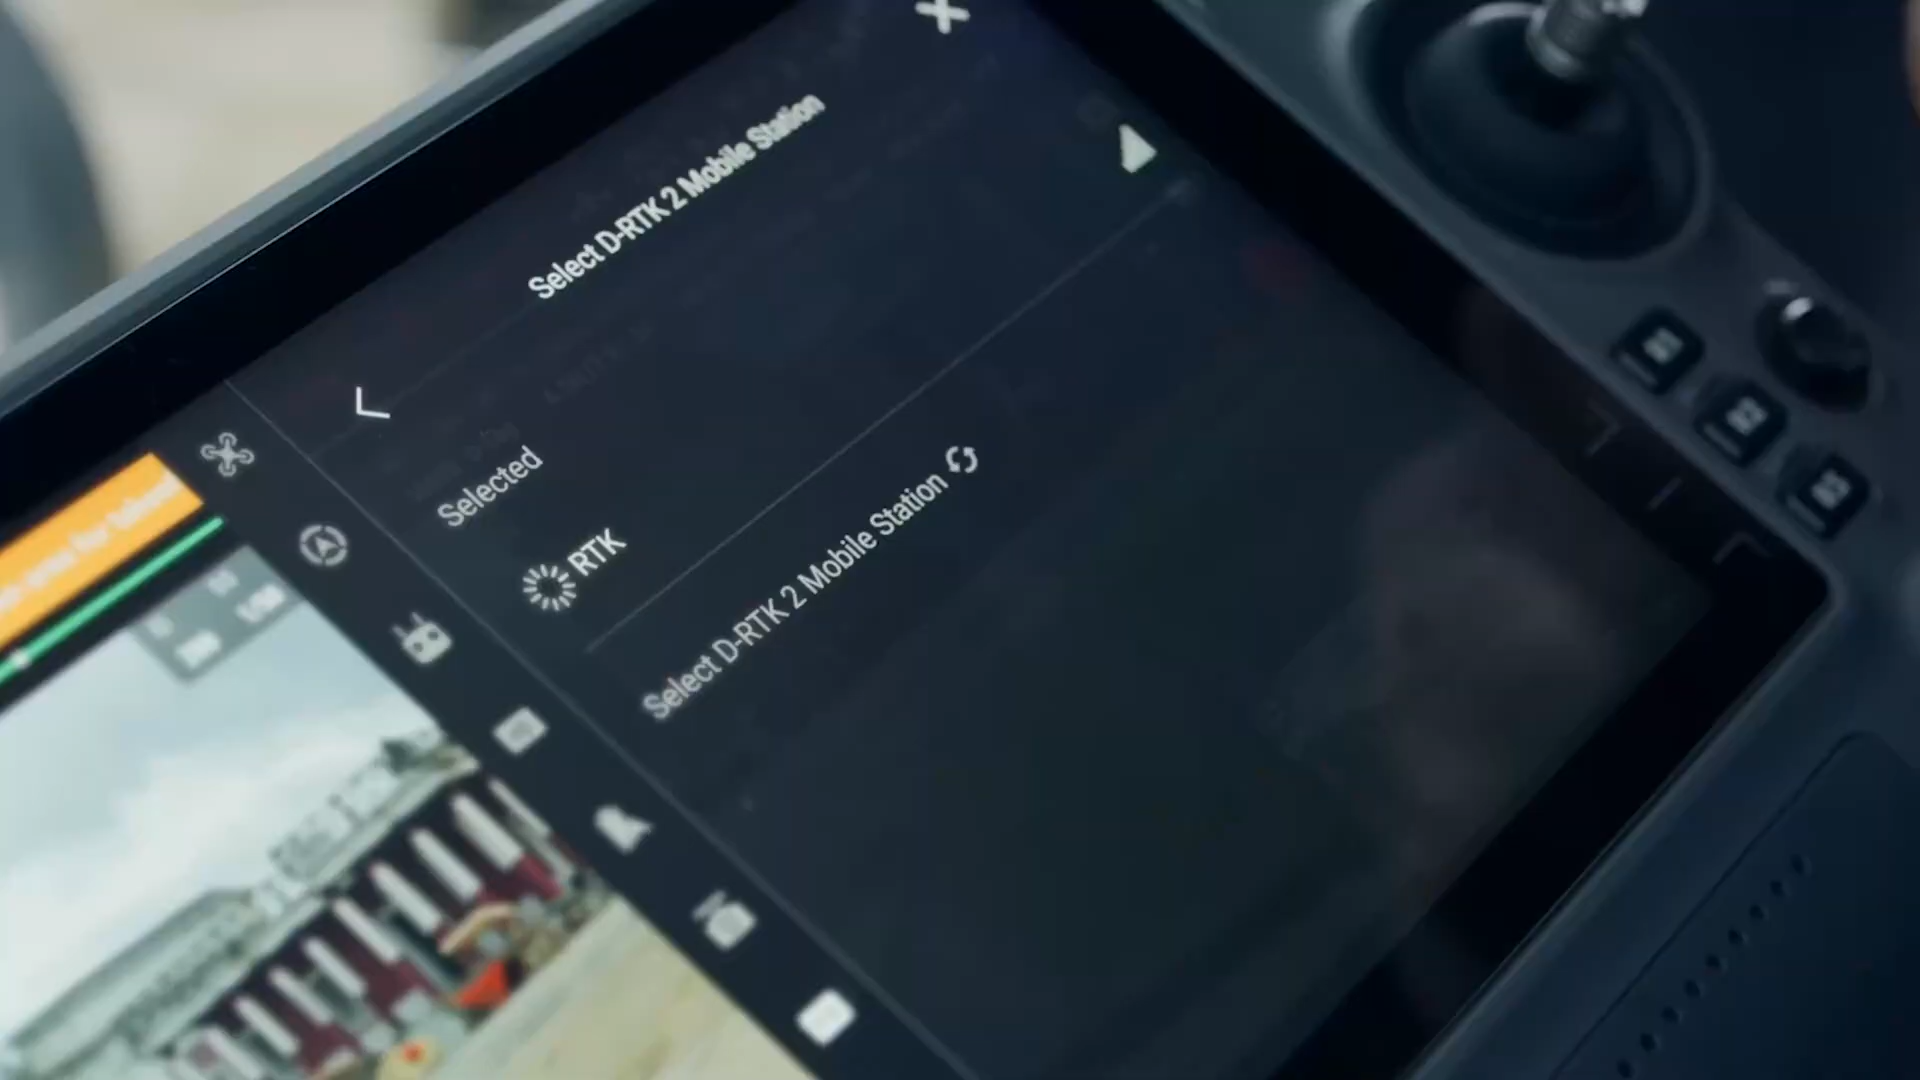 Select D-RTK 2 Mobile Station
Selected
RTK
Select D-RTK 2 Mobile Station